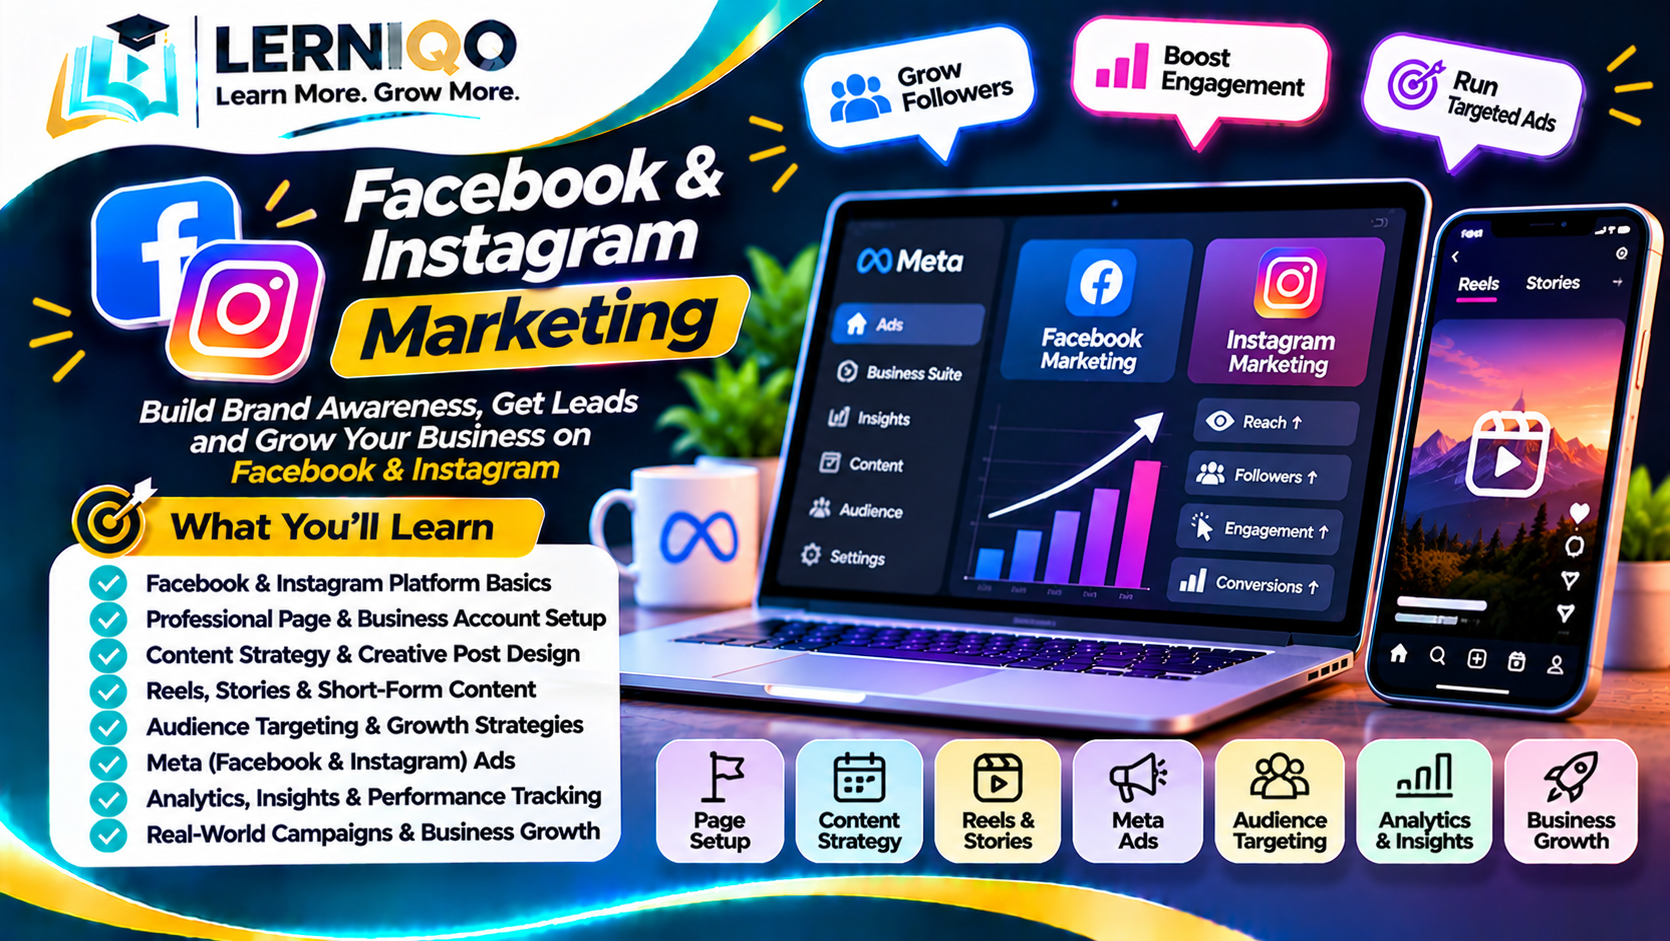 LERNIQO
Learn More. Grow More.
Facebook &
Instagram
Marketing
Build Brand Awareness, Get Leads
and Grow Your Business on
Facebook & Instagram
What You'll Learn
Facebook & Instagram Platform Basics
Professional Page & Business Account Setup
Content Strategy & Creative Post Design
Reels, Stories & Short-Form Content
Audience Targeting & Growth Strategies
Meta (Facebook & Instagram) Ads
Analytics, Insights & Performance Tracking
Real-World Campaigns & Business Growth
Grow
Followers
Boost
Engagement
Run
Targeted Ads
Meta
Ads
Business Suite
Insights
Content
Audience
Settings
Facebook
Marketing
Instagram
Marketing
Reach ↑
Followers ↑
Engagement ↑
Conversions ↑
Reels
Stories
Page
Setup
Content
Strategy
Reels &
Stories
Meta
Ads
Audience
Targeting
Analytics
& Insights
Business
Growth